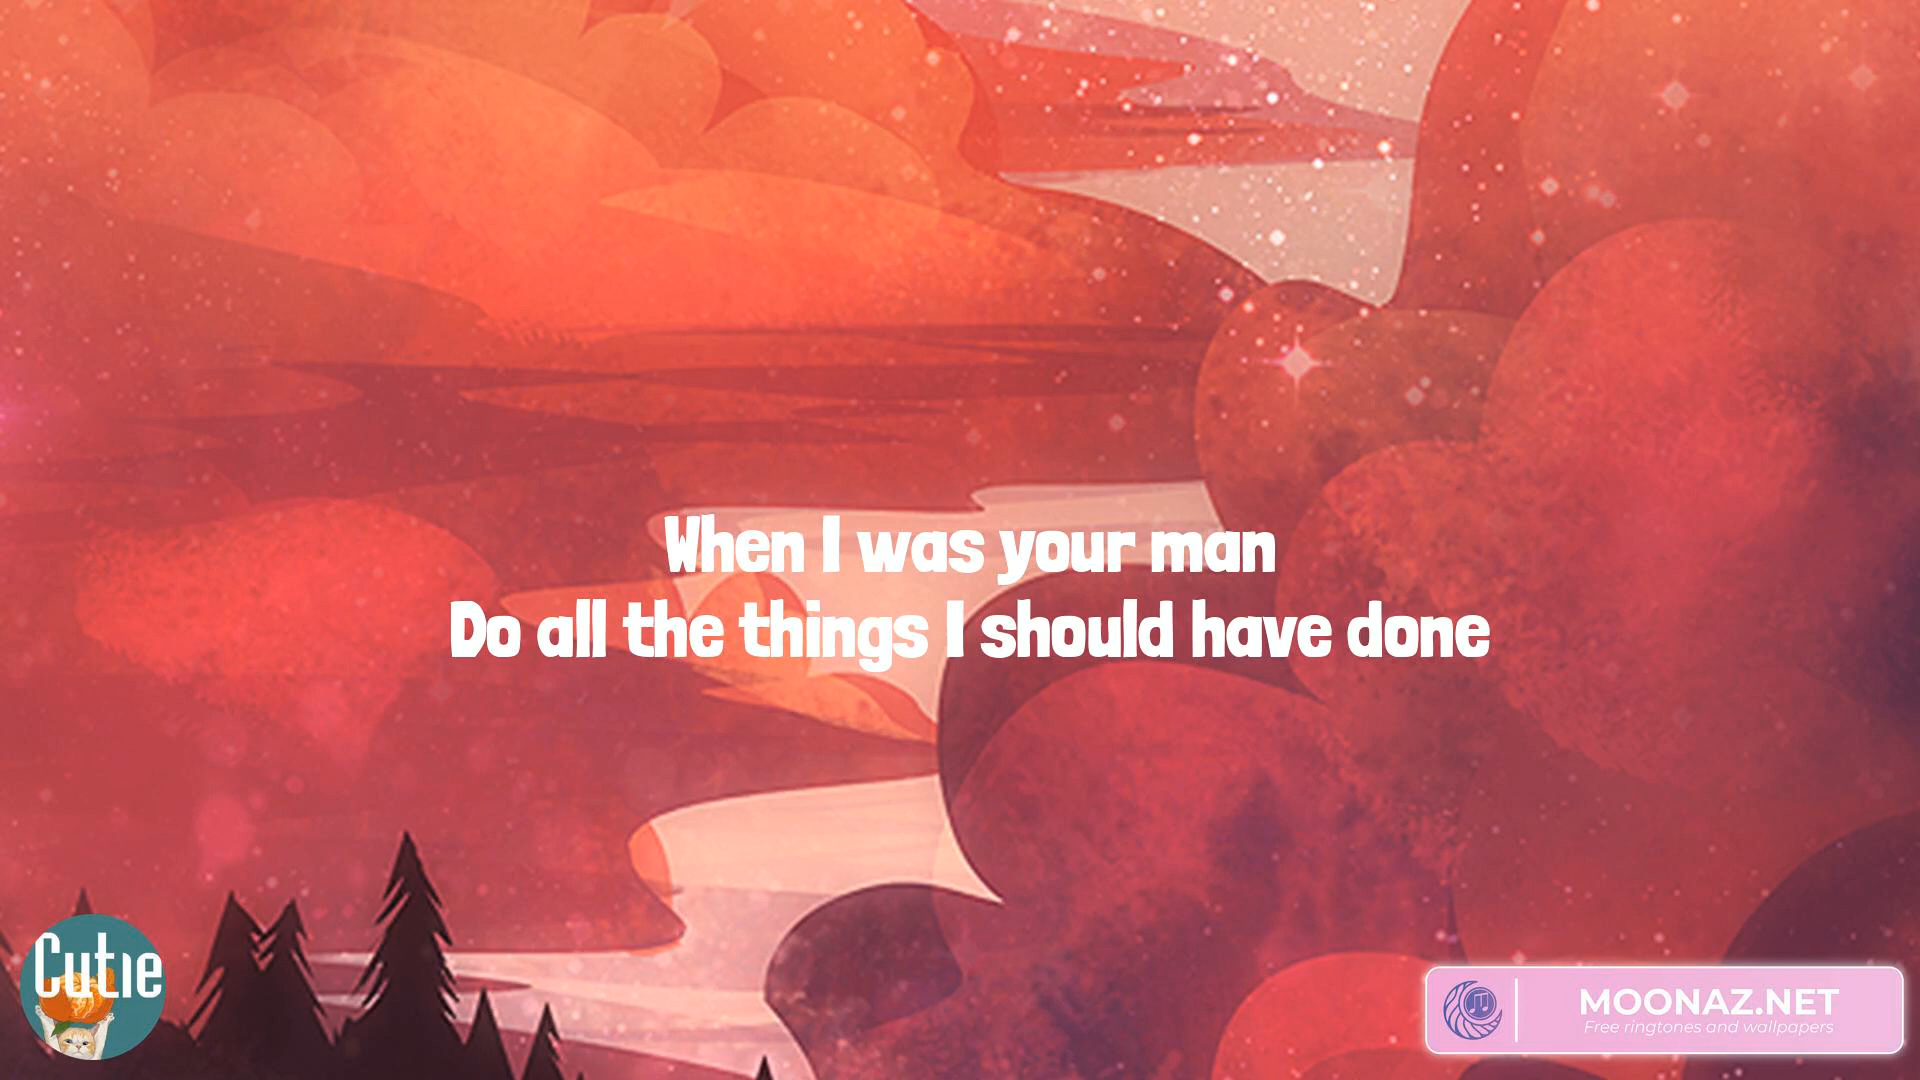 When I was your man
Do all the things I should have done
Cutie
MOONAZ.NET
Free ringtones and wallpapers